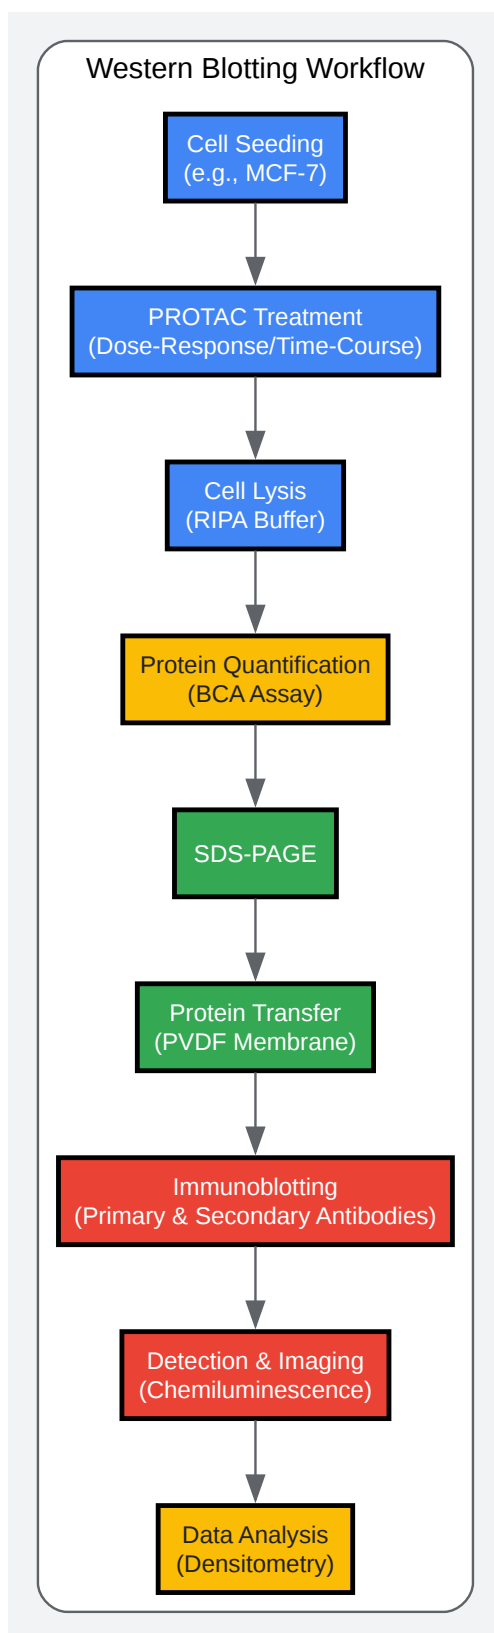 Western Blotting Workflow
Cell Seeding
(e.g., MCF-7)
PROTAC Treatment
(Dose-Response/Time-Course)
Cell Lysis
(RIPA Buffer)
Protein Quantification
(BCA Assay)
SDS-PAGE
Protein Transfer
(PVDF Membrane)
Immunoblotting
(Primary & Secondary Antibodies)
Detection & Imaging
(Chemiluminescence)
Data Analysis
(Densitometry)